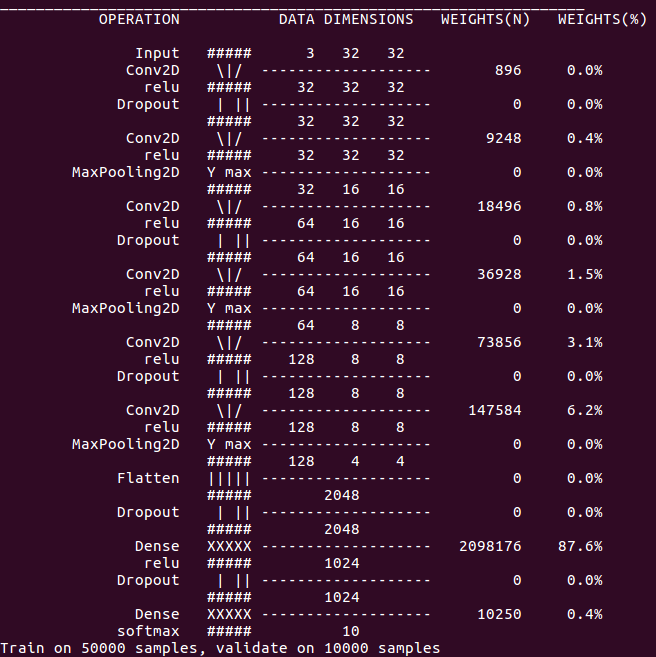 OPERATION DATA DIMENSIONS WEIGHTS(N) WEIGHTS(%)
Input ##### 3 32 32
Conv2D \|/ ------------------- 896 0.0%
relu ##### 32 32 32
Dropout | || ------------------- 0 0.0%
##### 32 32 32
Conv2D \|/ ------------------- 9248 0.4%
relu ##### 32 32 32
MaxPooling2D Y max ------------------- 0 0.0%
##### 32 16 16
Conv2D \|/ ------------------- 18496 0.8%
relu ##### 64 16 16
Dropout | || ------------------- 0 0.0%
##### 64 16 16
Conv2D \|/ ------------------- 36928 1.5%
relu ##### 64 16 16
MaxPooling2D Y max ------------------- 0 0.0%
##### 64 8 8
Conv2D \|/ ------------------- 73856 3.1%
relu ##### 128 8 8
Dropout | || ------------------- 0 0.0%
##### 128 8 8
Conv2D \|/ ------------------- 147584 6.2%
relu ##### 128 8 8
MaxPooling2D Y max ------------------- 0 0.0%
##### 128 4 4
Flatten ||||| ------------------- 0 0.0%
##### 2048
Dropout | || ------------------- 0 0.0%
##### 2048
Dense XXXXX ------------------- 2098176 87.6%
relu ##### 1024
Dropout | || ------------------- 0 0.0%
##### 1024
Dense XXXXX ------------------- 10250 0.4%
softmax ##### 10
Train on 50000 samples, validate on 10000 samples